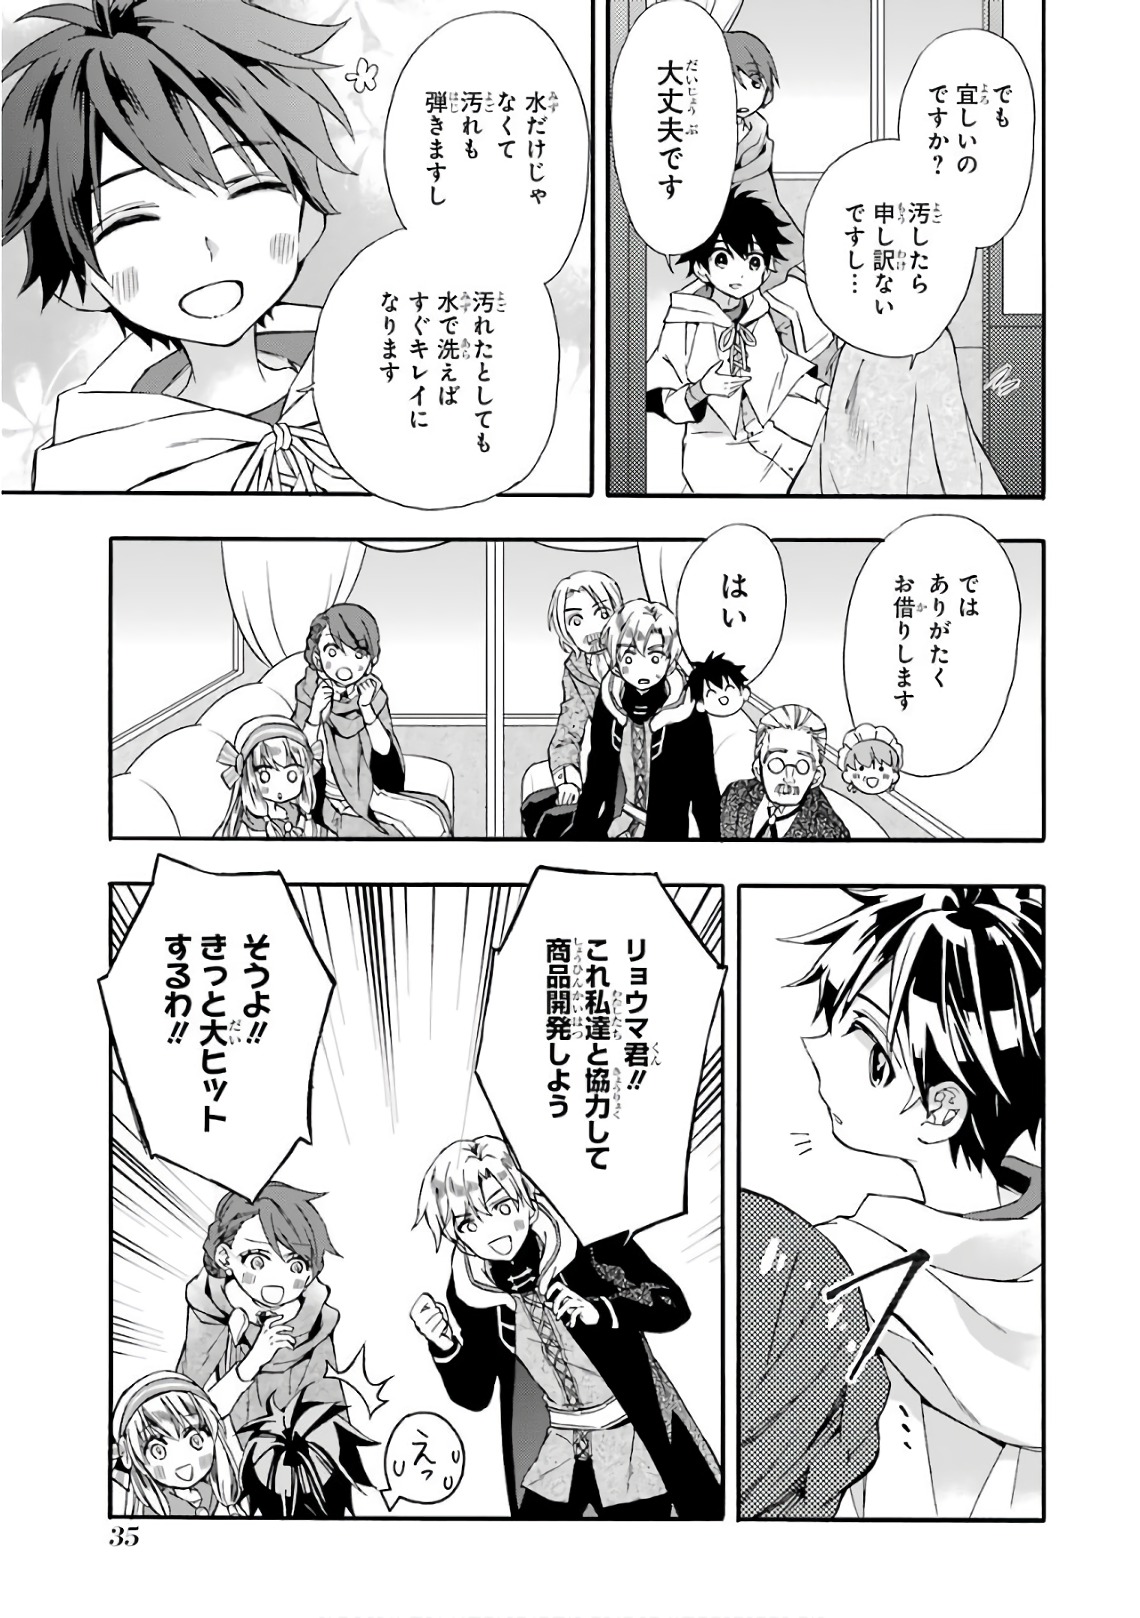 でも
宜しいの
ですか?
汚したら
申し訳ない
ですし…
大丈夫です
水だけじゃ
なくて
汚れも
弾きますし
汚れたとしても
水で洗えば
すぐキレイに
なります
では
ありがたく
お借りします
はい
リョウマ君!!
これ私達と協力して
商品開発しよう
そうよ!!
きっと大ヒット
するわ!!
えっ
35